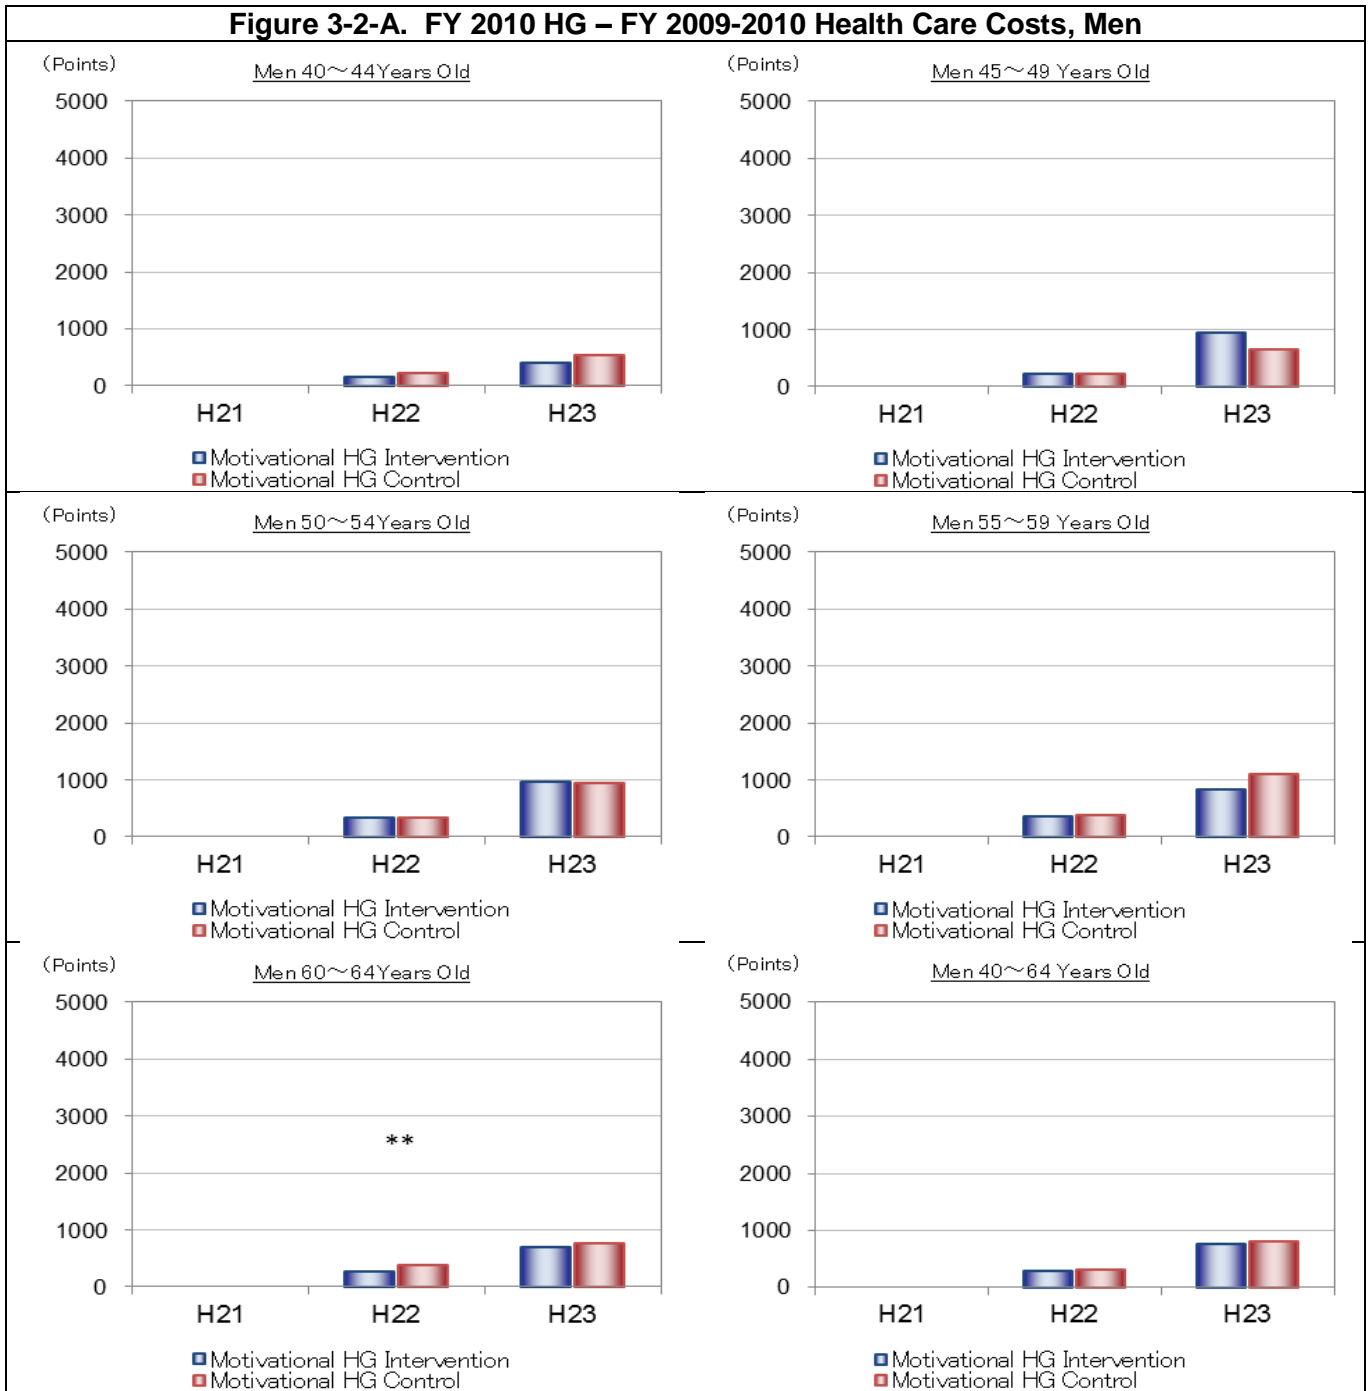 Figure 3-2-A.  FY 2010 HG – FY 2009-2010 Health Care Costs, Men
(Points)
Men 40～44Years Old
5000
4000
3000
2000
1000
0
H21 H22 H23
Motivational HG Intervention
Motivational HG Control
(Points)
Men 45～49 Years Old
5000
4000
3000
2000
1000
0
H21 H22 H23
Motivational HG Intervention
Motivational HG Control
(Points)
Men 50～54Years Old
5000
4000
3000
2000
1000
0
H21 H22 H23
Motivational HG Intervention
Motivational HG Control
(Points)
Men 55～59 Years Old
5000
4000
3000
2000
1000
0
H21 H22 H23
Motivational HG Intervention
Motivational HG Control
(Points)
Men 60～64Years Old
5000
4000
3000
**
2000
1000
0
H21 H22 H23
Motivational HG Intervention
Motivational HG Control
(Points)
Men 40～64 Years Old
5000
4000
3000
2000
1000
0
H21 H22 H23
Motivational HG Intervention
Motivational HG Control